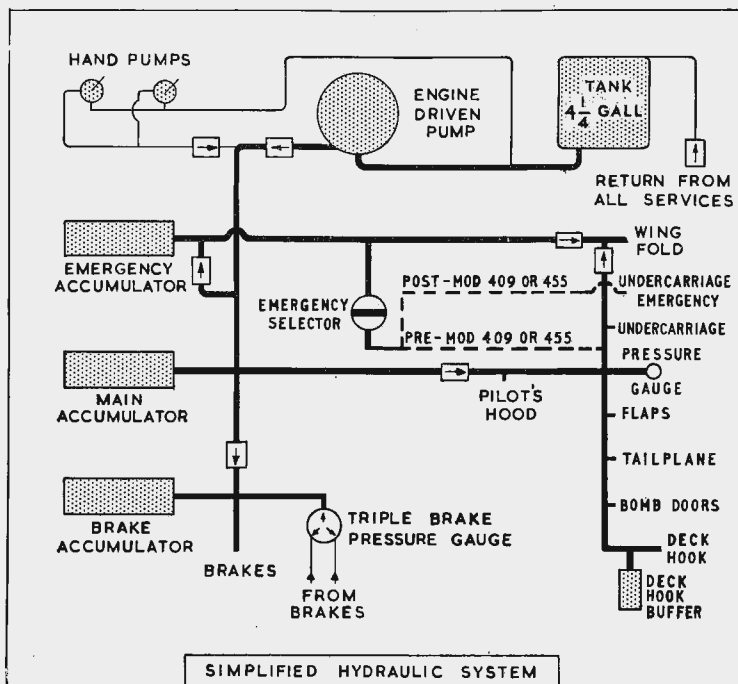 HAND PUMPS
ENGINE
DRIVEN
PUMP
TANK
4 1/4 GALL
RETURN FROM
ALL SERVICES
WING
FOLD
EMERGENCY
ACCUMULATOR
EMERGENCY
SELECTOR
POST-MOD 409 OR 455
UNDERCARRIAGE
EMERGENCY
PRE-MOD 409 OR 455
UNDERCARRIAGE
PRESSURE
GAUGE
MAIN
ACCUMULATOR
PILOT'S
HOOD
FLAPS
TAILPLANE
BOMB DOORS
BRAKE
ACCUMULATOR
TRIPLE BRAKE
PRESSURE GAUGE
BRAKES
FROM
BRAKES
DECK
HOOK
DECK
HOOK
BUFFER
SIMPLIFIED HYDRAULIC SYSTEM